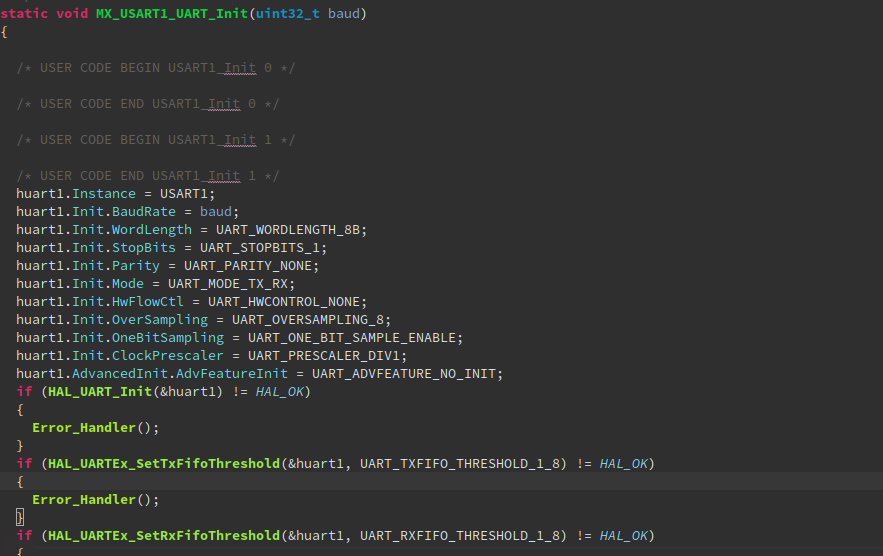 static void MX_USART1_UART_Init(uint32_t baud)
{
/* USER CODE BEGIN USART1_Init 0 */
/* USER CODE END USART1_Init 0 */
/* USER CODE BEGIN USART1_Init 1 */
/* USER CODE END USART1_Init 1 */
huart1.Instance = USART1;
huart1.Init.BaudRate = baud;
huart1.Init.WordLength = UART_WORDLENGTH_8B;
huart1.Init.StopBits = UART_STOPBITS_1;
huart1.Init.Parity = UART_PARITY_NONE;
huart1.Init.Mode = UART_MODE_TX_RX;
huart1.Init.HwFlowCtl = UART_HWCONTROL_NONE;
huart1.Init.OverSampling = UART_OVERSAMPLING_8;
huart1.Init.OneBitSampling = UART_ONE_BIT_SAMPLE_ENABLE;
huart1.Init.ClockPrescaler = UART_PRESCALER_DIV1;
huart1.AdvancedInit.AdvFeatureInit = UART_ADVFEATURE_NO_INIT;
if (HAL_UART_Init(&huart1) != HAL_OK)
{
Error_Handler();
}
if (HAL_UARTEx_SetTxFifoThreshold(&huart1, UART_TXFIFO_THRESHOLD_1_8) != HAL_OK)
{
Error_Handler();
}
if (HAL_UARTEx_SetRxFifoThreshold(&huart1, UART_RXFIFO_THRESHOLD_1_8) != HAL_OK)
{